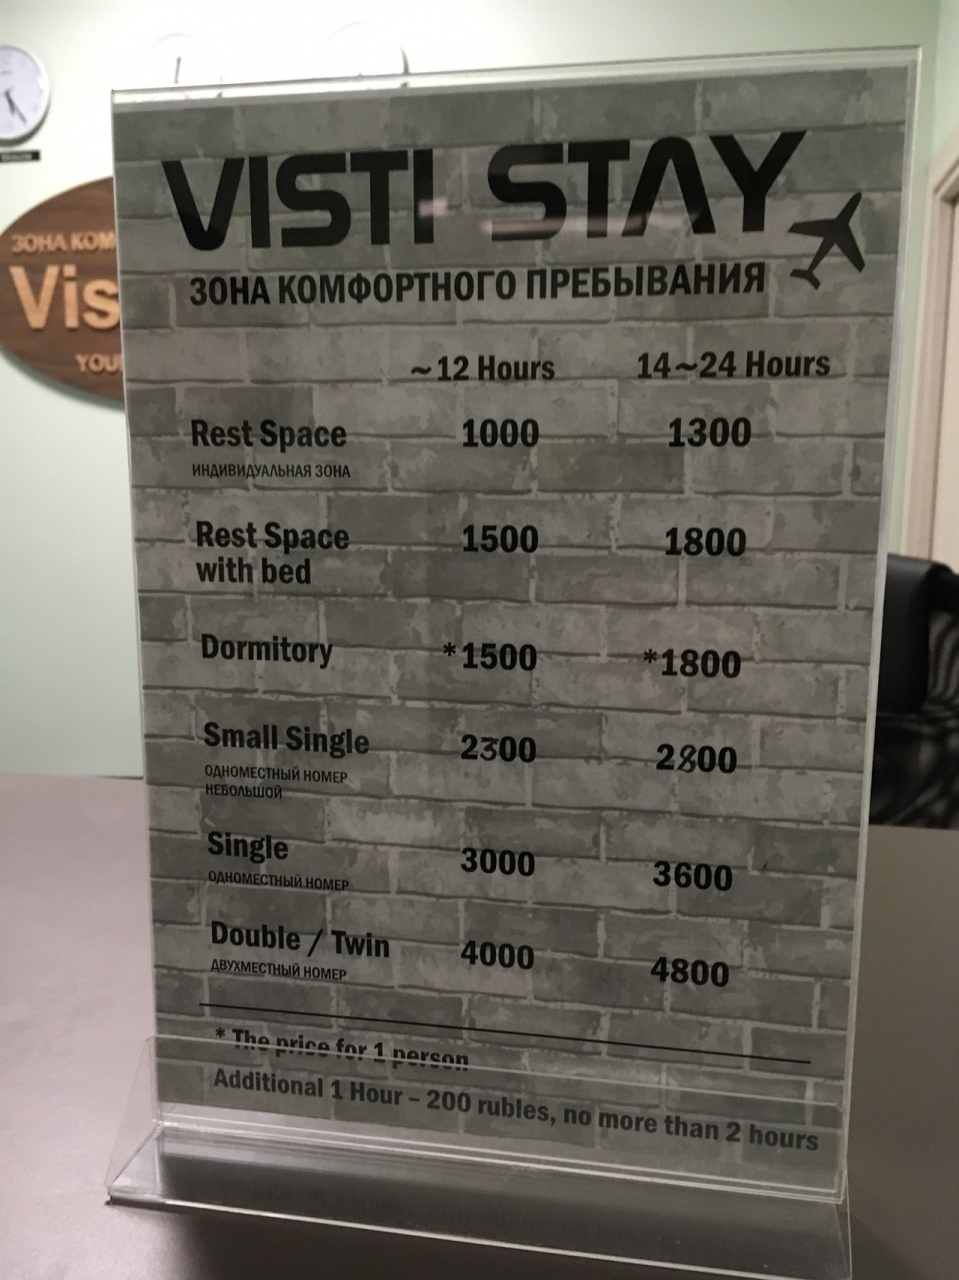 ЗОНА КОМ
Vis
YOU
VISTI STAY
ЗОНА КОМФОРТНОГО ПРЕБЫВАНИЯ
~12 Hours 14~24 Hours
Rest Space 1000 1300
ИНДИВИДУАЛЬНАЯ ЗОНА
Rest Space 1500 1800
with bed
Dormitory *1500 *1800
Small Single 2300 2800
ОДНОМЕСТНЫЙ НОМЕР
НЕБОЛЬШОЙ
Single 3000 3600
ОДНОМЕСТНЫЙ НОМЕР
Double / Twin 4000 4800
ДВУХМЕСТНЫЙ НОМЕР
* The price for 1 person
Additional 1 Hour – 200 rubles, no more than 2 hours